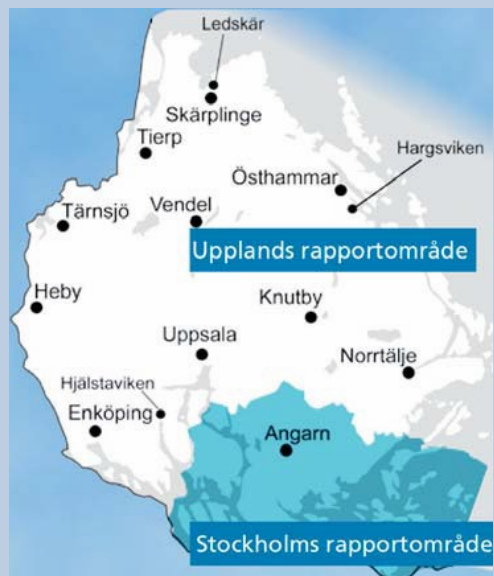 Ledskär
Skärplinge
Tierp
Hargsviken
Östhammar
Tärnsjö
Vendel
Upplands rapportområde
Heby
Knutby
Uppsala
Norrtälje
Hjälstaviken
Enköping
Angarn
Stockholms rapportområde